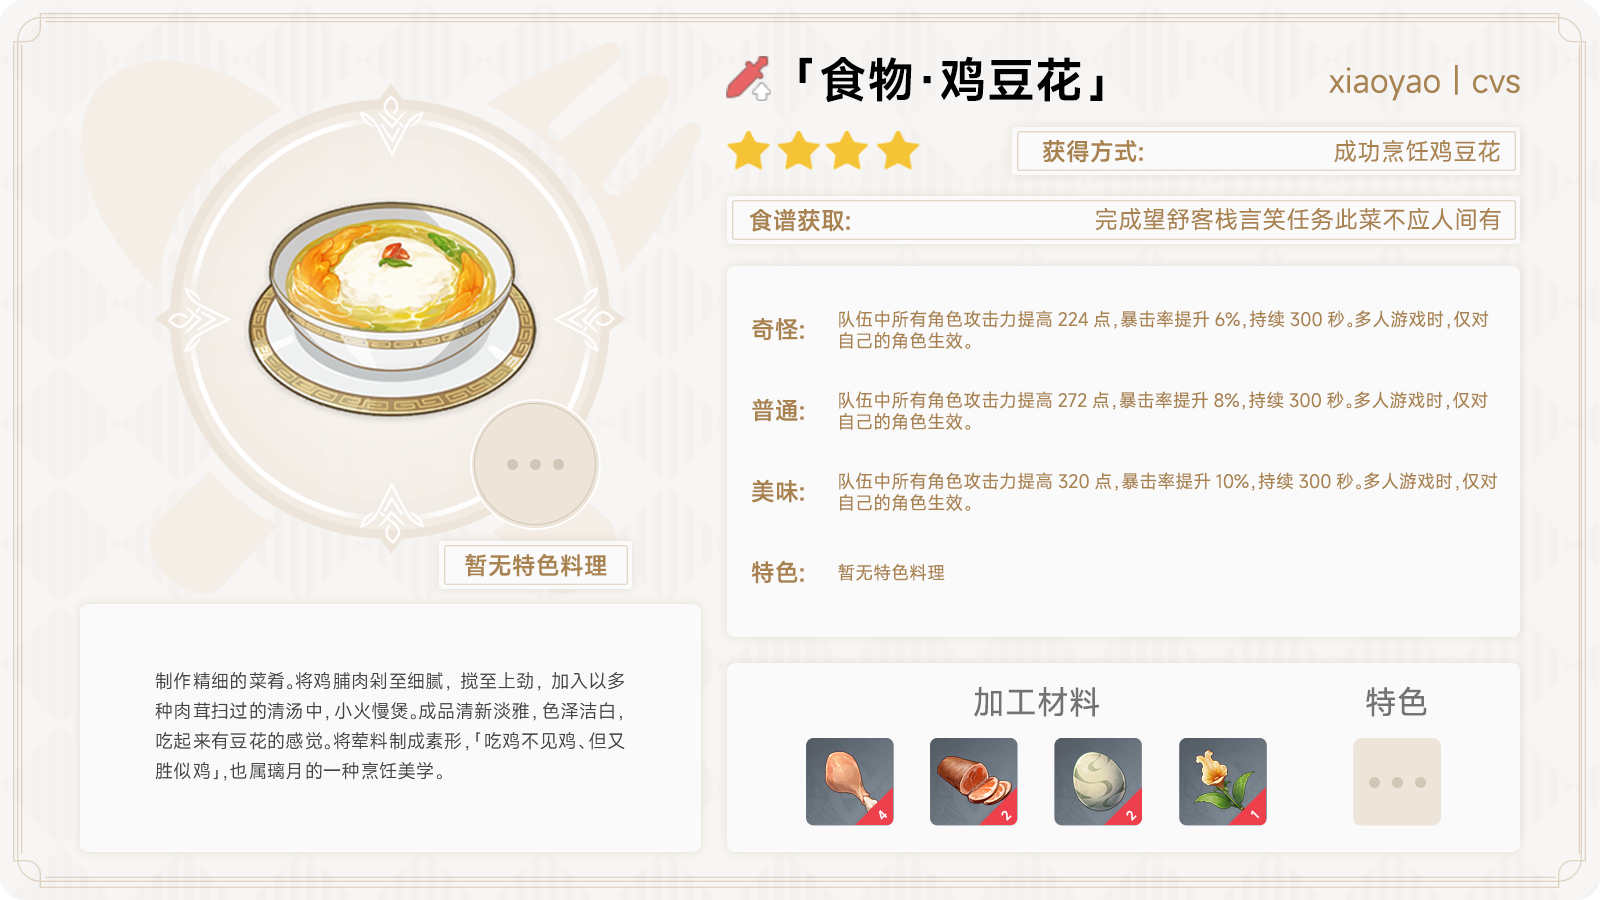 「食物·鸡豆花」
xiaoyao | cvs
获得方式: 成功烹饪鸡豆花
食谱获取: 完成望舒客栈言笑任务此菜不应人间有
奇怪: 队伍中所有角色攻击力提高 224 点,暴击率提升 6%,持续 300 秒。多人游戏时,仅对
自己的角色生效。
普通: 队伍中所有角色攻击力提高 272 点,暴击率提升 8%,持续 300 秒。多人游戏时,仅对
自己的角色生效。
美味: 队伍中所有角色攻击力提高 320 点,暴击率提升 10%,持续 300 秒。多人游戏时,仅对
自己的角色生效。
特色: 暂无特色料理
暂无特色料理
制作精细的菜肴。将鸡脯肉剁至细腻, 搅至上劲, 加入以多
种肉茸扫过的清汤中,小火慢煲。成品清新淡雅,色泽洁白,
吃起来有豆花的感觉。将荤料制成素形,「吃鸡不见鸡、但又
胜似鸡」,也属璃月的一种烹饪美学。
加工材料
特色
4
2
2
1